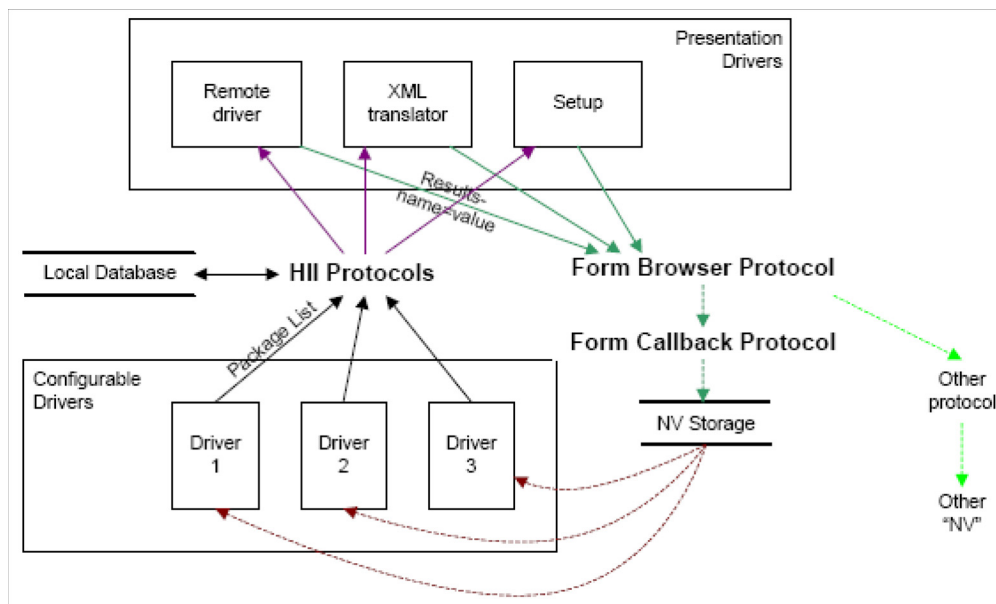 Presentation
Drivers
Remote
driver
XML
translator
Setup
Results-
name=value
Local Database
HII Protocols
Form Browser Protocol
Package List
Form Callback Protocol
Configurable
Drivers
Other
protocol
Driver
1
Driver
2
Driver
3
NV Storage
Other
“NV”